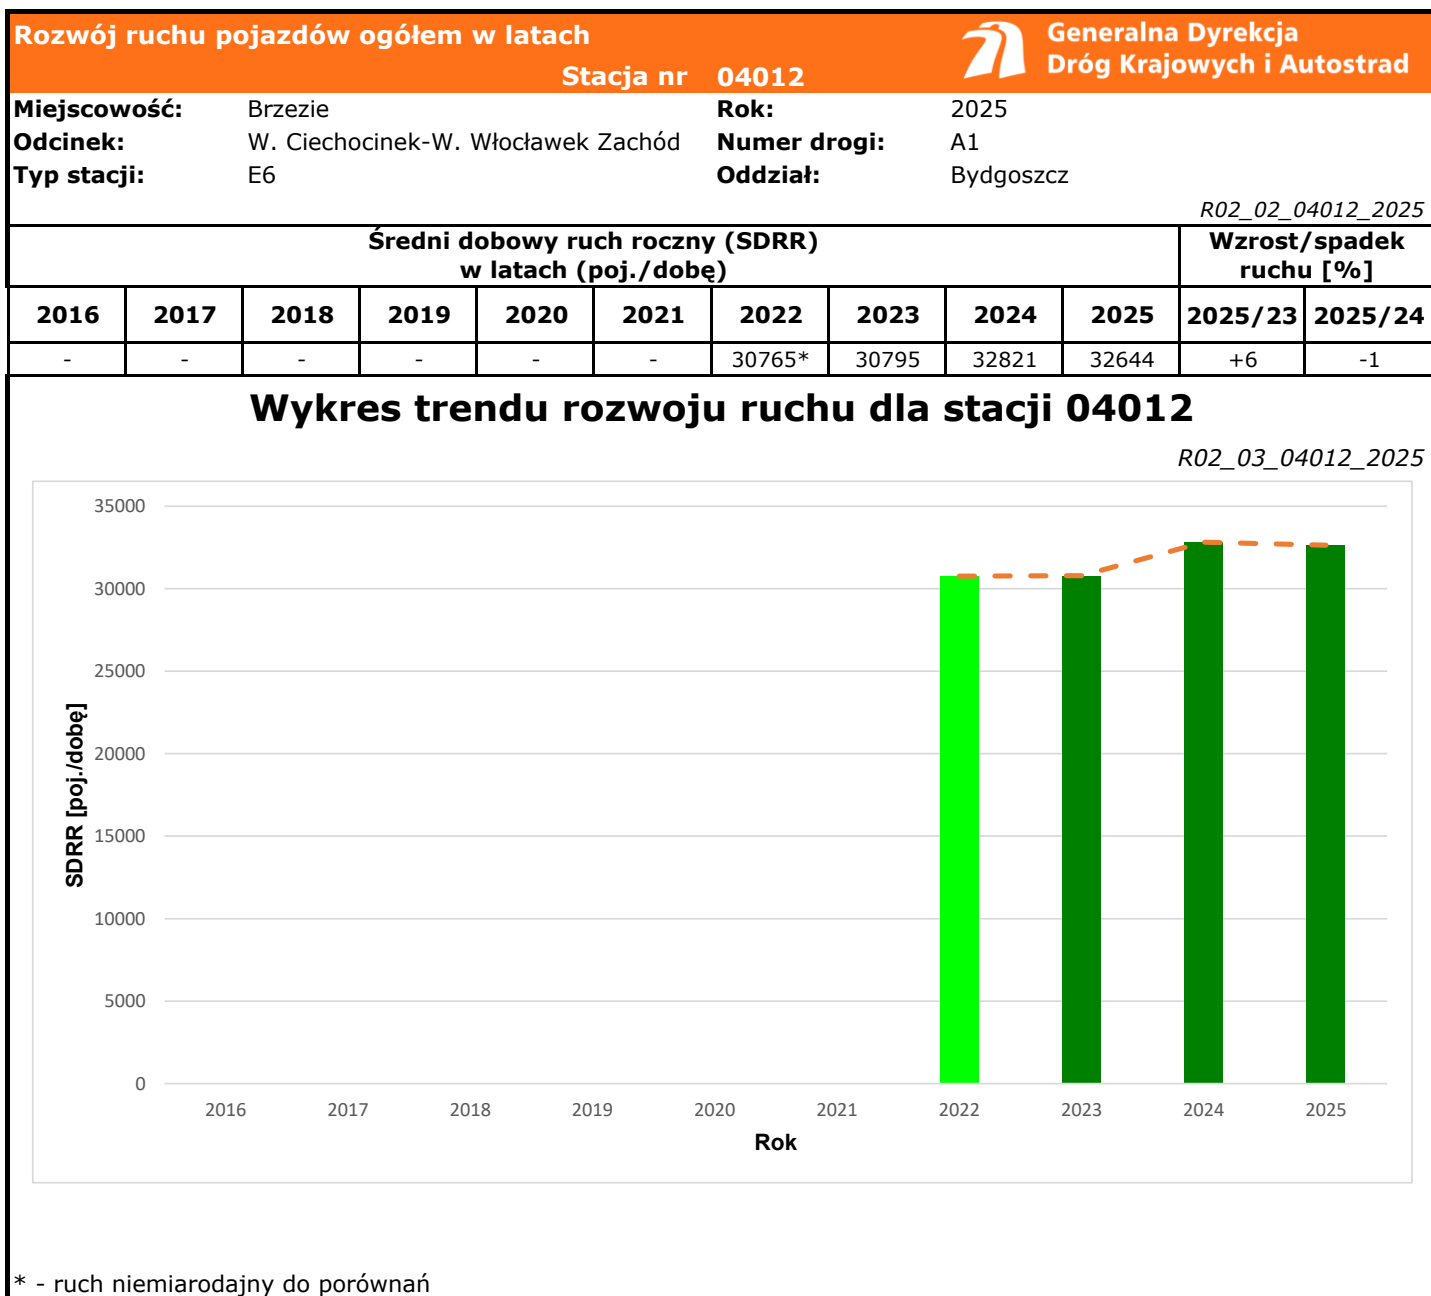 Rozwój ruchu pojazdów ogółem w latach
Generalna Dyrekcja
Dróg Krajowych i Autostrad
Stacja nr 04012
Miejscowość: Brzezie Rok: 2025
Odcinek: W. Ciechocinek-W. Włocławek Zachód Numer drogi: A1
Typ stacji: E6 Oddział: Bydgoszcz
R02_02_04012_2025
Średni dobowy ruch roczny (SDRR)
w latach (poj./dobę)
Wzrost/spadek
ruchu [%]
2016 2017 2018 2019 2020 2021 2022 2023 2024 2025 2025/23 2025/24
- - - - - - 30765* 30795 32821 32644 +6 -1
Wykres trendu rozwoju ruchu dla stacji 04012
R02_03_04012_2025
35000
30000
25000
20000
15000
10000
5000
0
SDRR [poj./dobę]
2016 2017 2018 2019 2020 2021 2022 2023 2024 2025
Rok
* - ruch niemiarodajny do porównań